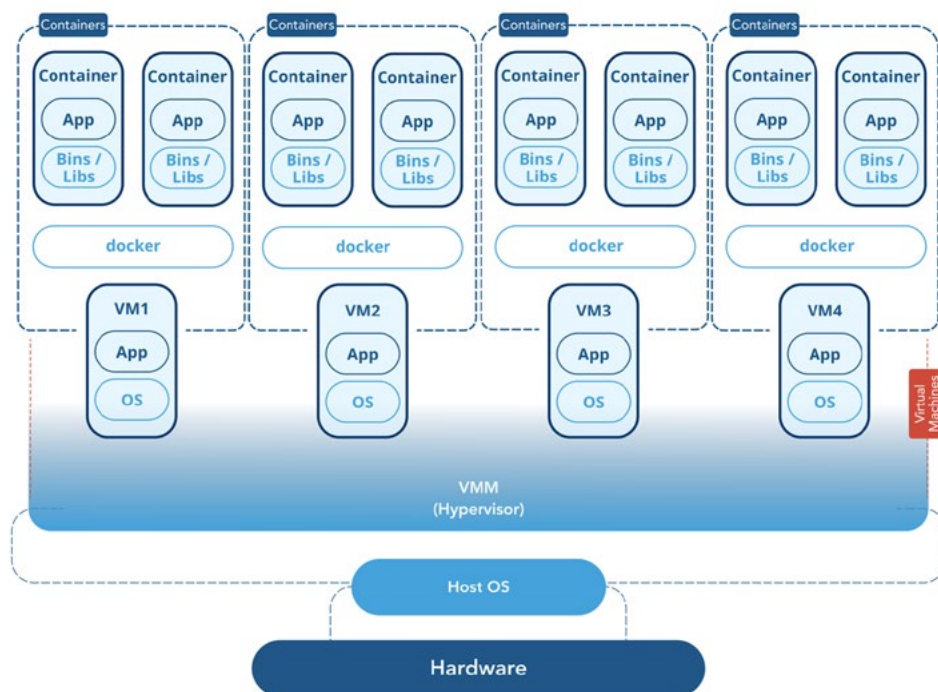 Containers
Containers
Containers
Containers
Container
Container
Container
Container
Container
Container
Container
Container
App
App
App
App
App
App
App
App
Bins /
Libs
Bins /
Libs
Bins /
Libs
Bins /
Libs
Bins /
Libs
Bins /
Libs
Bins /
Libs
Bins /
Libs
docker
docker
docker
docker
VM1
VM2
VM3
VM4
App
App
App
App
OS
OS
OS
OS
Virtual
Machines
VMM
(Hypervisor)
Host OS
Hardware